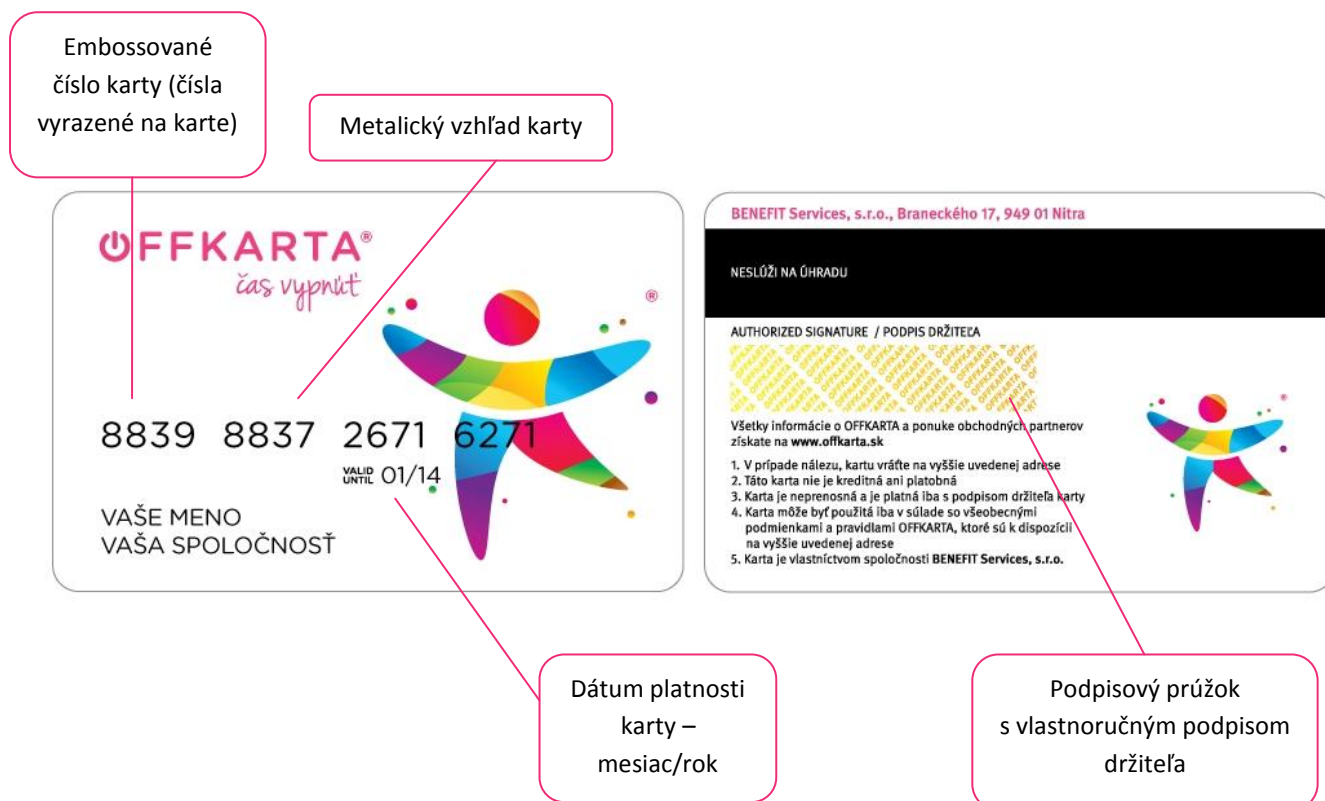 Embossované
číslo karty (čísla
vyrazené na karte)
Metalický vzhľad karty
OFFKARTA®
čas vypnúť
®
8839 8837 2671 6271
VALID
UNTIL 01/14
VAŠE MENO
VAŠA SPOLOČNOSŤ
BENEFIT Services, s.r.o., Braneckého 17, 949 01 Nitra
NESLÚŽI NA ÚHRADU
AUTHORIZED SIGNATURE / PODPIS DRŽITEĽA
OFFKARTA OFFKARTA OFFKARTA OFFKARTA
Všetky informácie o OFFKARTA a ponuke obchodných partnerov
získate na www.offkarta.sk
1. V prípade nálezu, kartu vráťte na vyššie uvedenej adrese
2. Táto karta nie je kreditná ani platobná
3. Karta je neprenosná a je platná iba s podpisom držiteľa karty
4. Karta môže byť použitá iba v súlade so všeobecnými
podmienkami a pravidlami OFFKARTA, ktoré sú k dispozícii
na vyššie uvedenej adrese
5. Karta je vlastníctvom spoločnosti BENEFIT Services, s.r.o.
®
Dátum platnosti
karty –
mesiac/rok
Podpisový prúžok
s vlastnoručným podpisom
držiteľa